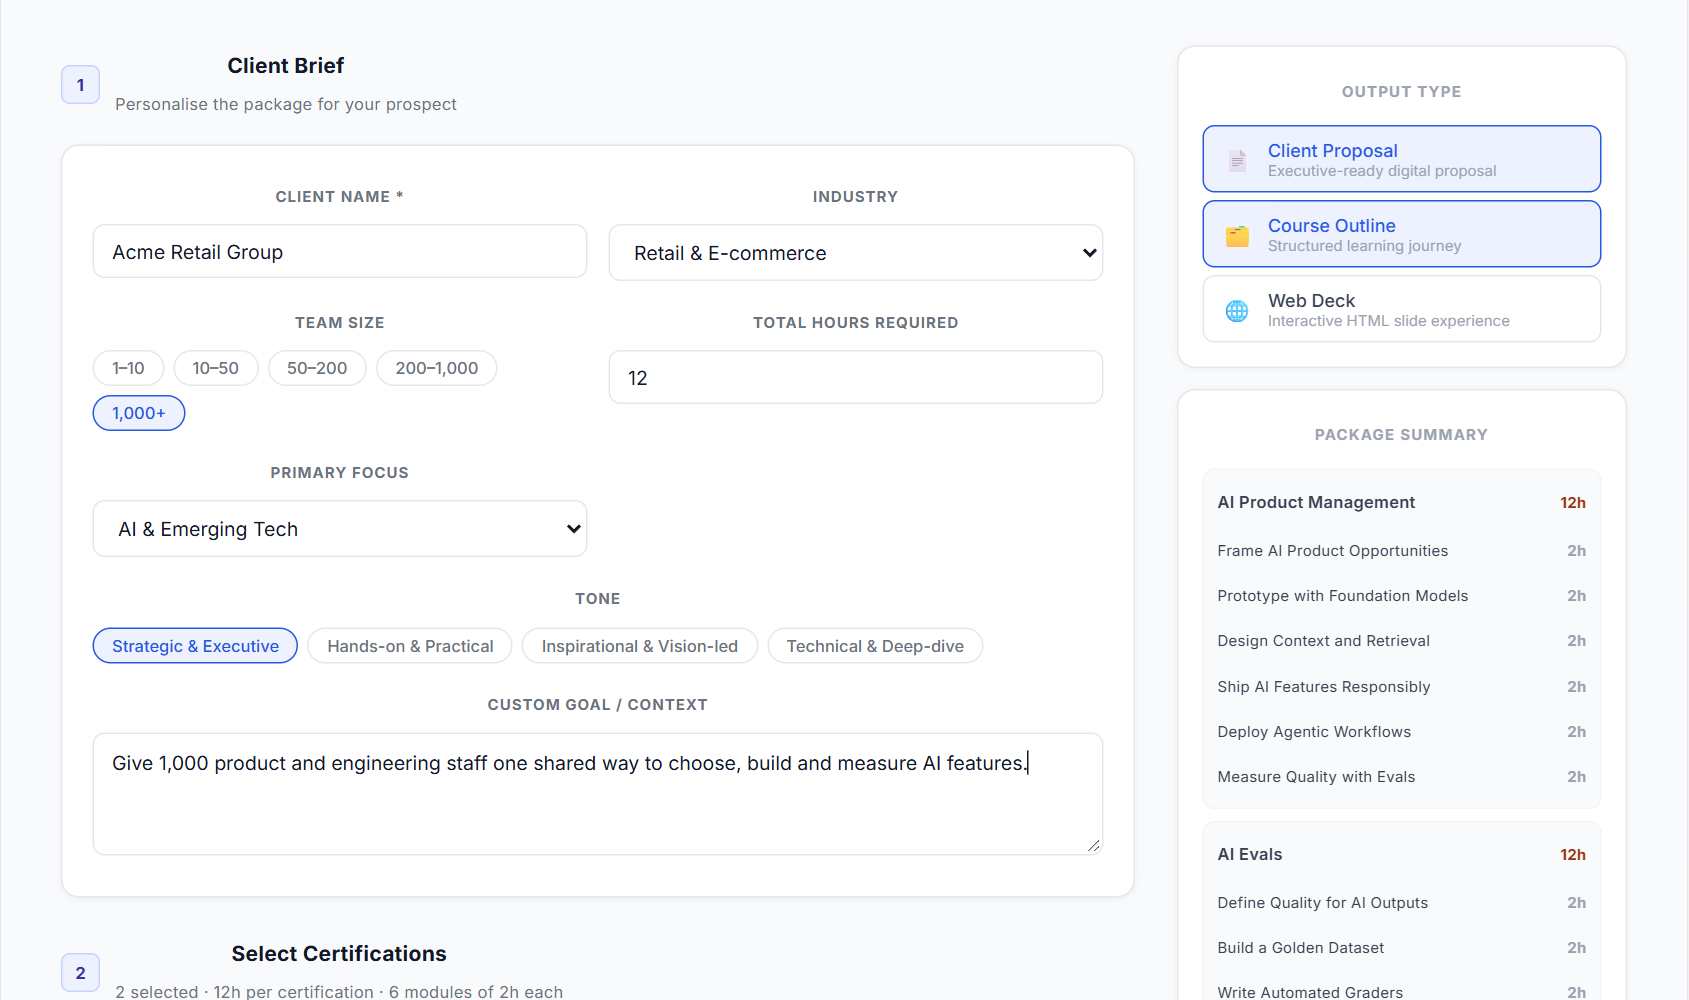 1
Client Brief
Personalise the package for your prospect
CLIENT NAME *
Acme Retail Group
INDUSTRY
Retail & E-commerce
TEAM SIZE
1–10
10–50
50–200
200–1,000
1,000+
TOTAL HOURS REQUIRED
12
PRIMARY FOCUS
AI & Emerging Tech
TONE
Strategic & Executive
Hands-on & Practical
Inspirational & Vision-led
Technical & Deep-dive
CUSTOM GOAL / CONTEXT
Give 1,000 product and engineering staff one shared way to choose, build and measure AI features.
2
Select Certifications
2 selected · 12h per certification · 6 modules of 2h each
OUTPUT TYPE
Client Proposal
Executive-ready digital proposal
Course Outline
Structured learning journey
Web Deck
Interactive HTML slide experience
PACKAGE SUMMARY
AI Product Management 12h
Frame AI Product Opportunities 2h
Prototype with Foundation Models 2h
Design Context and Retrieval 2h
Ship AI Features Responsibly 2h
Deploy Agentic Workflows 2h
Measure Quality with Evals 2h
AI Evals 12h
Define Quality for AI Outputs 2h
Build a Golden Dataset 2h
Write Automated Graders 2h